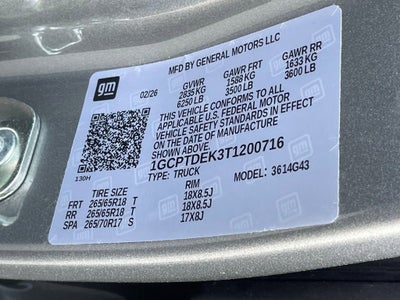 gm
MFD BY GENERAL MOTORS LLC
02/26 GVWR GAWR FRT GAWR RR
2835 KG 1588 KG 1633 KG
6250 LB 3500 LB 3600 LB
THIS VEHICLE CONFORMS TO ALL
APPLICABLE U.S. FEDERAL MOTOR
VEHICLE SAFETY STANDARDS IN EFFECT
ON THE DATE OF MANUFACTURE
SHOWN ABOVE.
1GCPTDEK3T1200716
130H TYPE: TRUCK MODEL: 3614G43
TIRE SIZE RIM
FRT 265/65R18 T 18X8.5J
RR 265/65R18 T 18X8.5J
SPA 265/70R17 S 17X8J